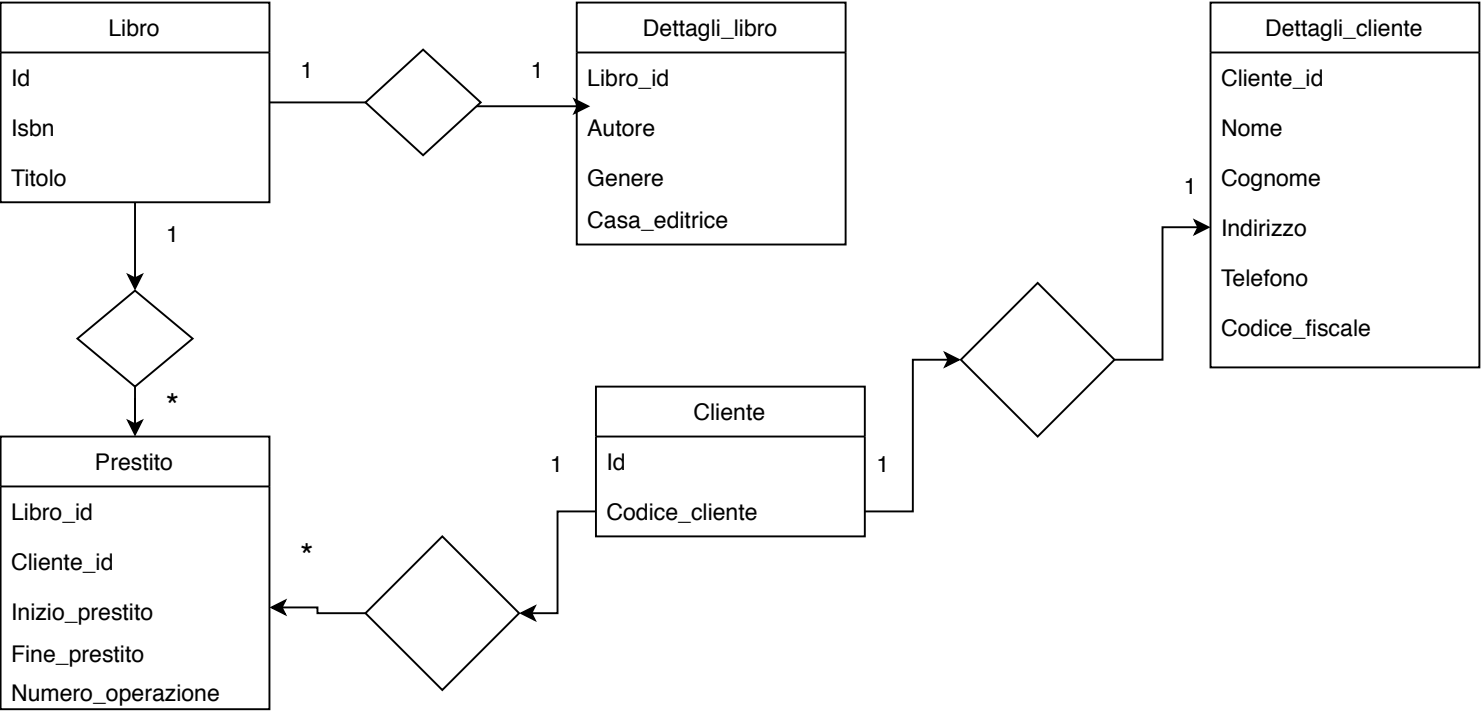 Libro
Id
Isbn
Titolo
1
1
Dettagli_libro
Libro_id
Autore
Genere
Casa_editrice
Dettagli_cliente
Cliente_id
Nome
Cognome
Indirizzo
Telefono
Codice_fiscale
1
1
*
Prestito
Libro_id
Cliente_id
Inizio_prestito
Fine_prestito
Numero_operazione
*
1
Cliente
Id
Codice_cliente
1